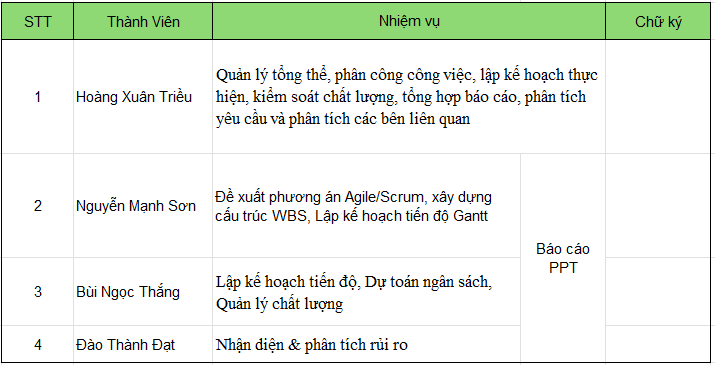 STT Thành Viên Nhiệm vụ Chữ ký
1 Hoàng Xuân Triều
Quản lý tổng thể, phân công công việc, lập kế hoạch thực
hiện, kiểm soát chất lượng, tổng hợp báo cáo, phân tích
yêu cầu và phân tích các bên liên quan
2 Nguyễn Mạnh Sơn
Đề xuất phương án Agile/Scrum, xây dựng
cấu trúc WBS, Lập kế hoạch tiến độ Gantt
Báo cáo
PPT
3 Bùi Ngọc Thắng
Lập kế hoạch tiến độ, Dự toán ngân sách,
Quản lý chất lượng
4 Đào Thành Đạt Nhận diện & phân tích rủi ro